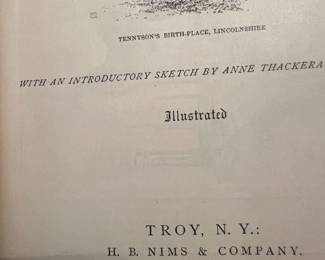 TENNYSON'S BIRTH-PLACE, LINCOLNSHIRE
WITH AN INTRODUCTORY SKETCH BY ANNE THACKERA
Illustrated
TROY, N. Y.:
H. B. NIMS & COMPANY,